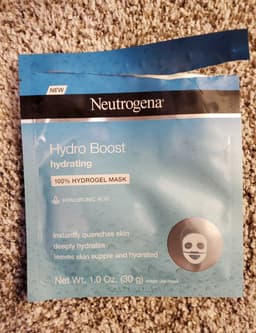 NEW
Neutrogena®
Hydro Boost
hydrating
100% HYDROGEL MASK
HYALURONIC ACID
Instantly quenches skin
deeply hydrates
leaves skin supple and hydrated
Net Wt. 1.0 Oz. (30 g)